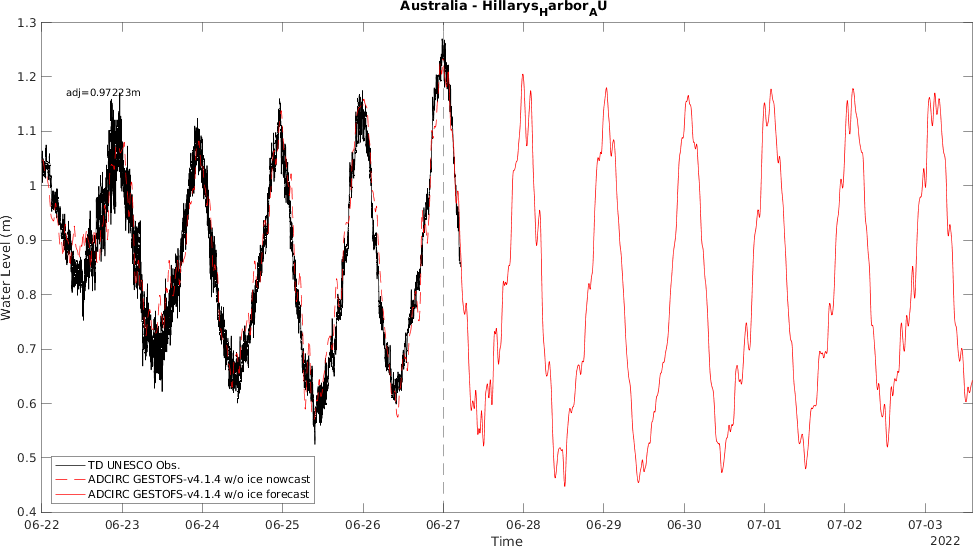 Australia - Hillarys_Harbor_AU
1.3
1.2
adj=0.97223m
1.1
1
0.9
0.8
0.7
0.6
0.5
0.4
Water Level (m)
TD UNESCO Obs.
ADCIRC GESTOFS-v4.1.4 w/o ice nowcast
ADCIRC GESTOFS-v4.1.4 w/o ice forecast
06-22 06-23 06-24 06-25 06-26 06-27 06-28 06-29 06-30 07-01 07-02 07-03
Time
2022